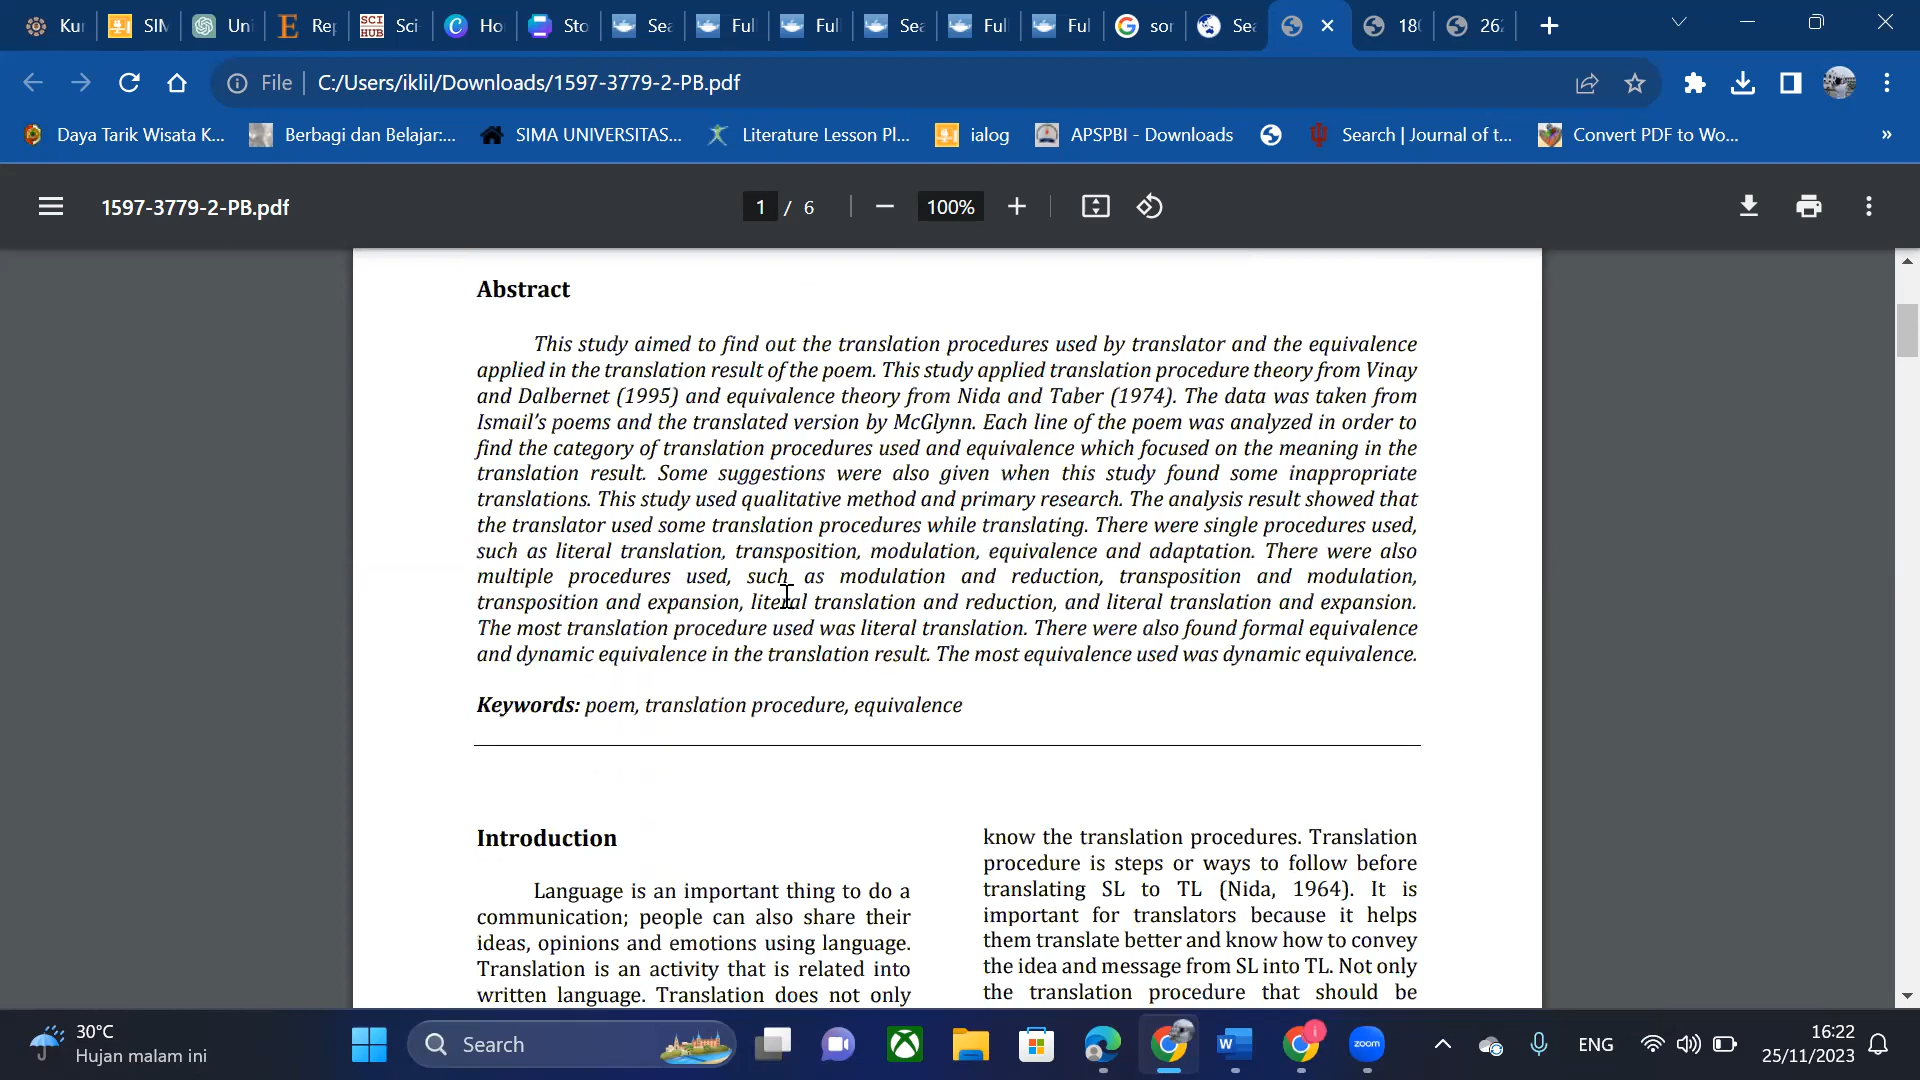 Kuı
SIM
Uni
Rep
SCI HUB
Sci
Ho
Sto
Sea
Full
Full
Sea
Full
Ful
sor
Sea
180
262
File
C:/Users/iklil/Downloads/1597-3779-2-PB.pdf
Daya Tarik Wisata K...
Berbagi dan Belajar:...
SIMA UNIVERSITAS...
Literature Lesson Pl...
ialog
APSPBI - Downloads
Search | Journal of t...
Convert PDF to Wo...
»
1597-3779-2-PB.pdf
1 / 6
100%
Abstract
This study aimed to find out the translation procedures used by translator and the equivalence
applied in the translation result of the poem. This study applied translation procedure theory from Vinay
and Dalbernet (1995) and equivalence theory from Nida and Taber (1974). The data was taken from
Ismail's poems and the translated version by McGlynn. Each line of the poem was analyzed in order to
find the category of translation procedures used and equivalence which focused on the meaning in the
translation result. Some suggestions were also given when this study found some inappropriate
translations. This study used qualitative method and primary research. The analysis result showed that
the translator used some translation procedures while translating. There were single procedures used,
such as literal translation, transposition, modulation, equivalence and adaptation. There were also
multiple procedures used, such as modulation and reduction, transposition and modulation,
transposition and expansion, literal translation and reduction, and literal translation and expansion.
The most translation procedure used was literal translation. There were also found formal equivalence
and dynamic equivalence in the translation result. The most equivalence used was dynamic equivalence.
Keywords: poem, translation procedure, equivalence
Introduction
Language is an important thing to do a
communication; people can also share their
ideas, opinions and emotions using language.
Translation is an activity that is related into
written language. Translation does not only
know the translation procedures. Translation
procedure is steps or ways to follow before
translating SL to TL (Nida, 1964). It is
important for translators because it helps
them translate better and know how to convey
the idea and message from SL into TL. Not only
the translation procedure that should be
30°C
Hujan malam ini
Search
zoom
ENG
16:22
25/11/2023